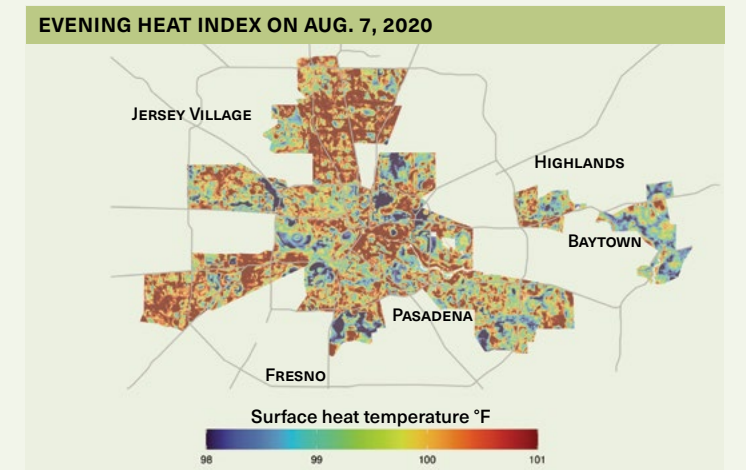 EVENING HEAT INDEX ON AUG. 7, 2020
JERSEY VILLAGE
HIGHLANDS
BAYTOWN
PASADENA
FRESNO
Surface heat temperature °F
98 99 100 101